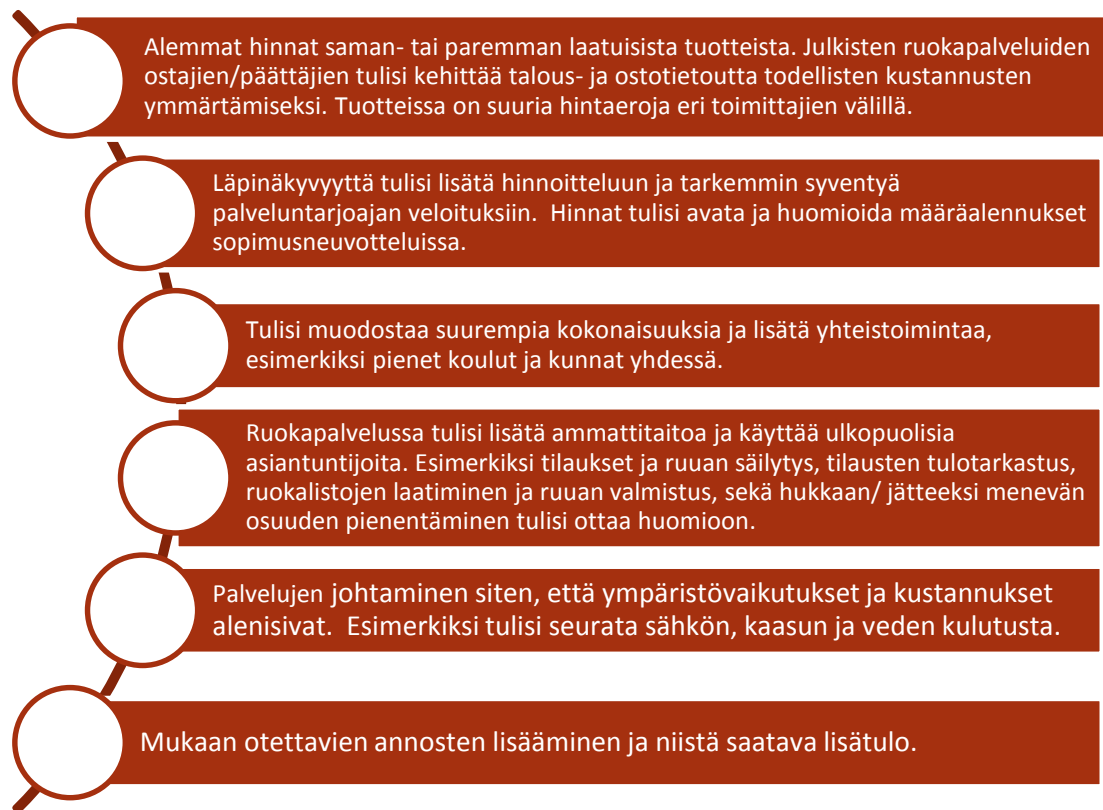 Alemmat hinnat saman- tai paremman laatuisista tuotteista. Julkisten ruokapalveluiden
ostajien/päättäjien tulisi kehittää talous- ja ostotietoutta todellisten kustannusten
ymmärtämiseksi. Tuotteissa on suuria hintaeroja eri toimittajien välillä.
Läpinäkyvyyttä tulisi lisätä hinnoitteluun ja tarkemmin syventyä
palveluntarjoajan veloituksiin.  Hinnat tulisi avata ja huomioida määräalennukset
sopimusneuvotteluissa.
Tulisi muodostaa suurempia kokonaisuuksia ja lisätä yhteistoimintaa,
esimerkiksi pienet koulut ja kunnat yhdessä.
Ruokapalvelussa tulisi lisätä ammattitaitoa ja käyttää ulkopuolisia
asiantuntijoita. Esimerkiksi tilaukset ja ruuan säilytys, tilausten tulotarkastus,
ruokalistojen laatiminen ja ruuan valmistus, sekä hukkaan/ jätteeksi menevän
osuuden pienentäminen tulisi ottaa huomioon.
Palvelujen johtaminen siten, että ympäristövaikutukset ja kustannukset
alenisivat.  Esimerkiksi tulisi seurata sähkön, kaasun ja veden kulutusta.
Mukaan otettavien annosten lisääminen ja niistä saatava lisätulo.